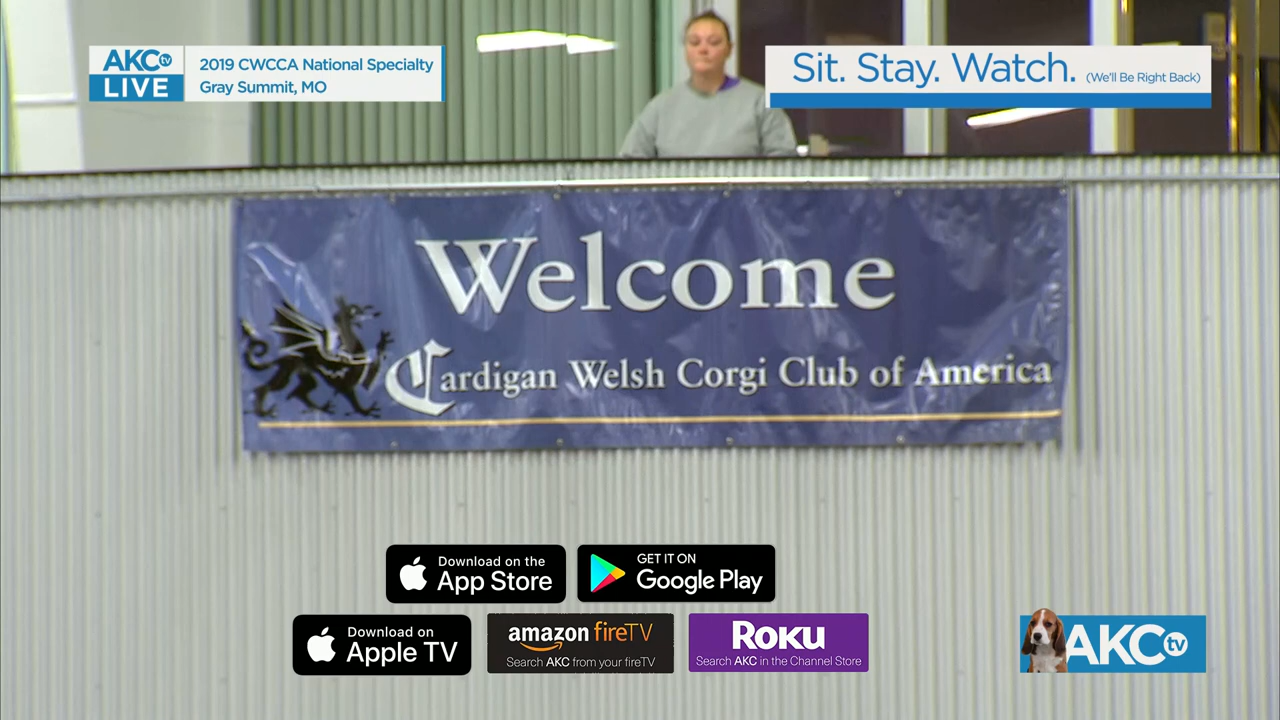 AKC tv
LIVE
2019 CWCCA National Specialty
Gray Summit, MO
Sit. Stay. Watch. (We'll Be Right Back)
Welcome
Cardigan Welsh Corgi Club of America
Download on the
App Store
GET IT ON
Google Play
Download on
Apple TV
amazon fireTV
Search AKC from your fireTV
ROKU
Search AKC in the Channel Store
AKC tv